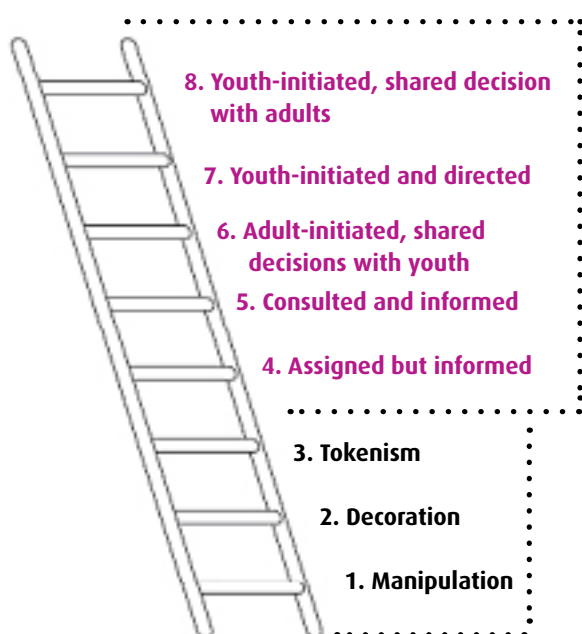 8. Youth-initiated, shared decision
with adults
7. Youth-initiated and directed
6. Adult-initiated, shared
decisions with youth
5. Consulted and informed
4. Assigned but informed
3. Tokenism
2. Decoration
1. Manipulation